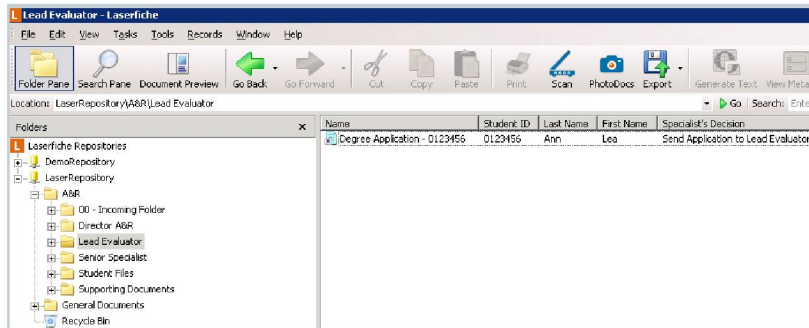 Lead Evaluator - Laserfiche
File Edit View Tasks Tools Records Window Help
Folder Pane Search Pane Document Preview Go Back Go Forward Cut Copy Paste Print Scan PhotoDocs Export Generate Text View Meta
Location: LaserRepository\A&R\Lead Evaluator Go Search: Ente
Folders x
Name Student ID Last Name First Name Specialist's Decision
Degree Application - 0123456 0123456 Ann Lea Send Application to Lead Evaluator
Laserfiche Repositories
DemoRepository
LaserRepository
A&R
00 - Incoming Folder
Director A&R
Lead Evaluator
Senior Specialist
Student Files
Supporting Documents
General Documents
Recycle Bin